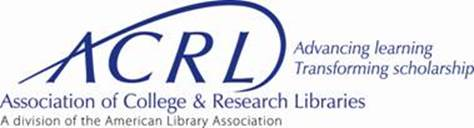 ACRL
Advancing learning
Transforming scholarship
Association of College & Research Libraries
A division of the American Library Association